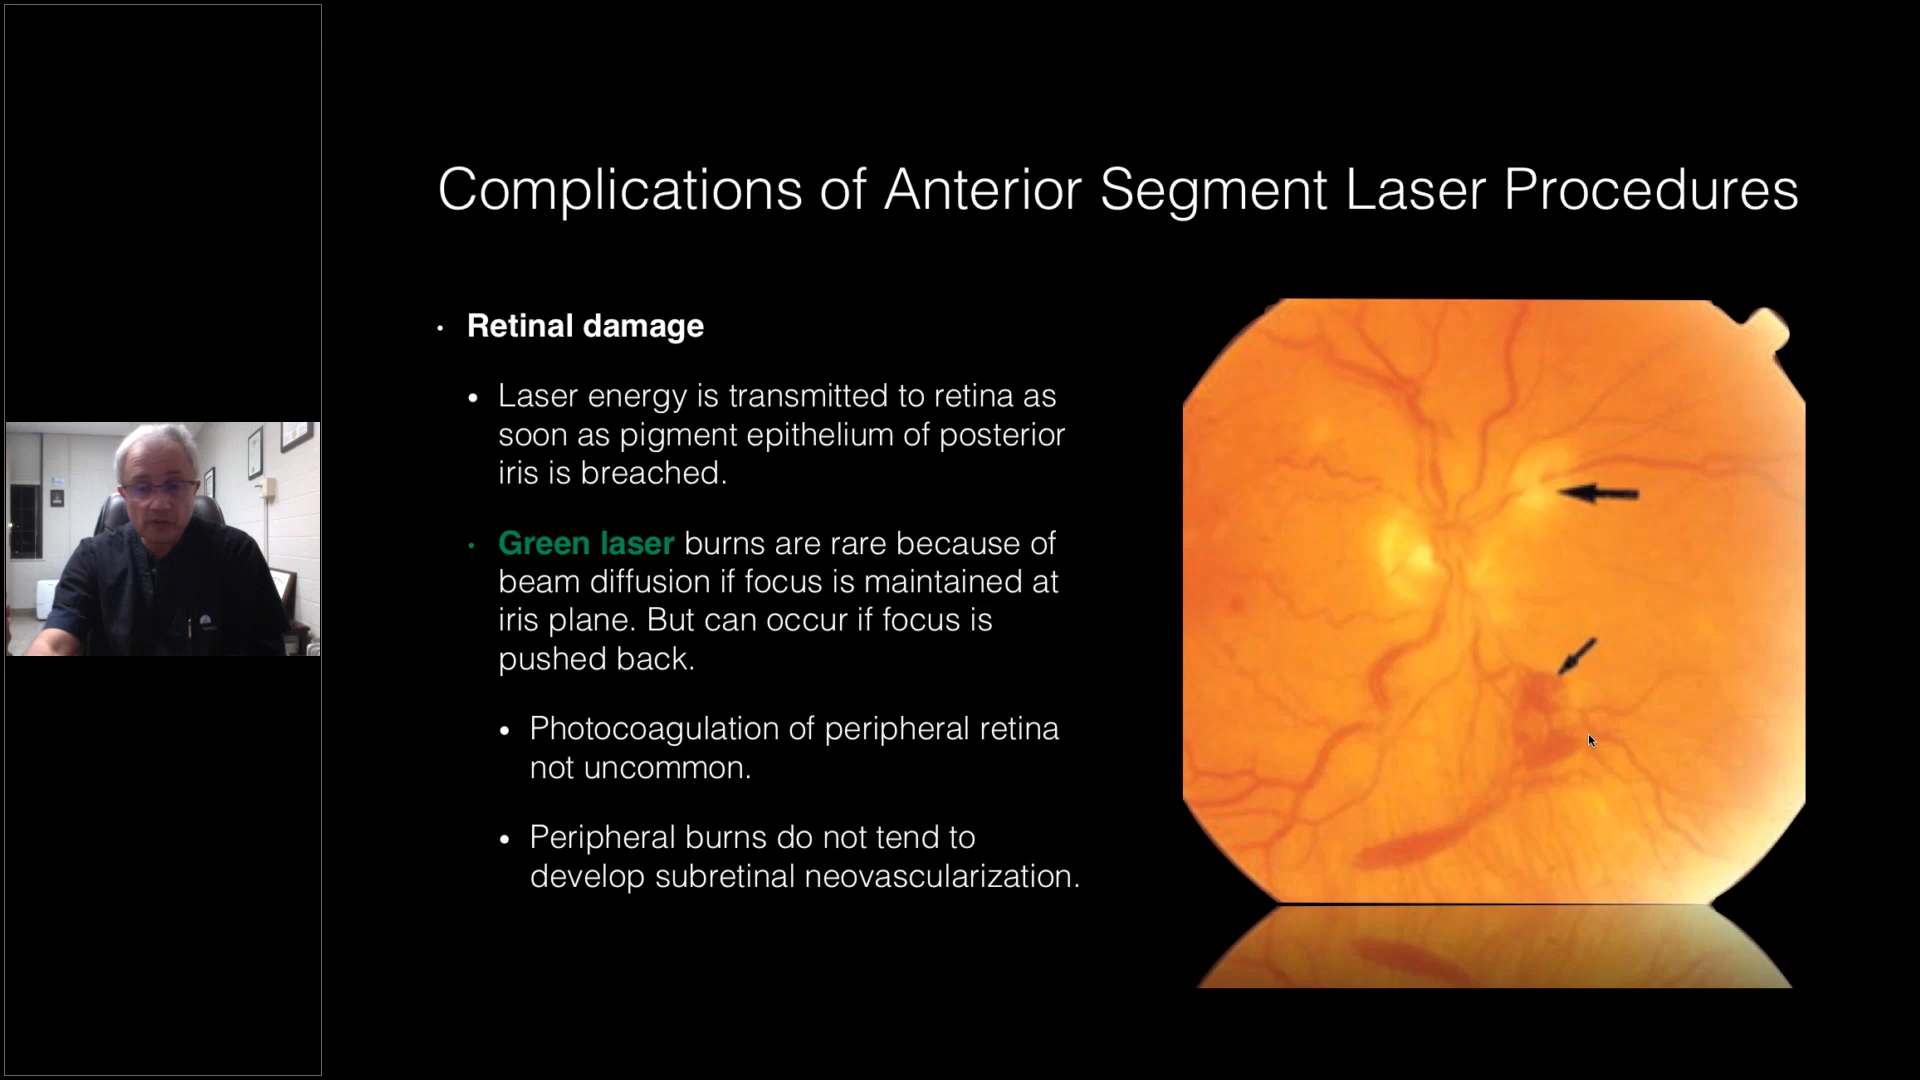 Complications of Anterior Segment Laser Procedures
• Retinal damage
• Laser energy is transmitted to retina as
soon as pigment epithelium of posterior
iris is breached.
• Green laser burns are rare because of
beam diffusion if focus is maintained at
iris plane. But can occur if focus is
pushed back.
• Photocoagulation of peripheral retina
not uncommon.
• Peripheral burns do not tend to
develop subretinal neovascularization.